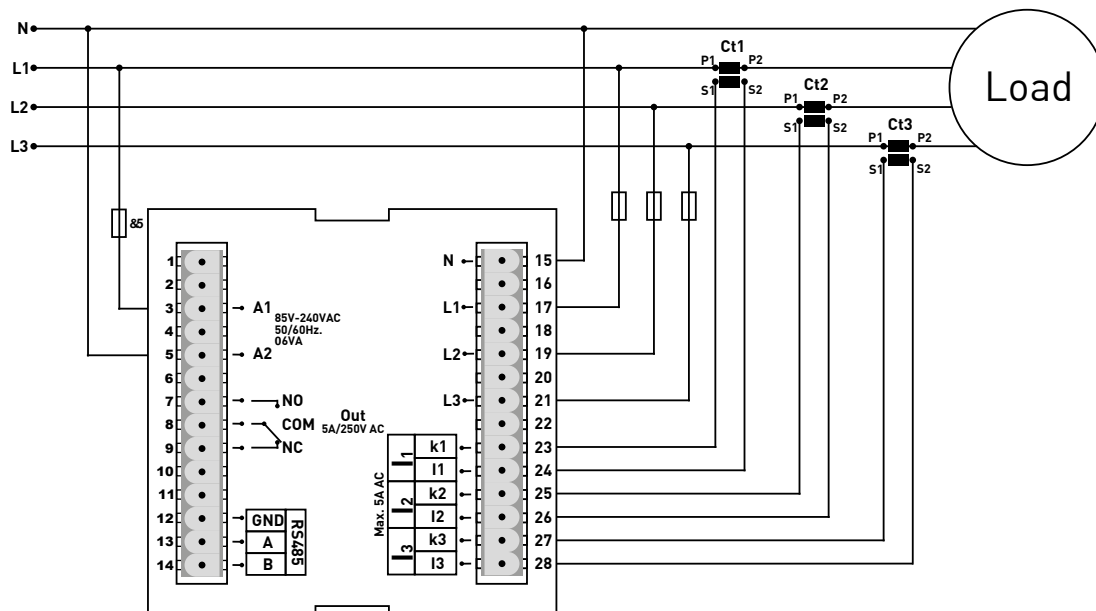 N
L1
L2
L3
Ct1
P1 P2
S1 S2
Ct2
P1 P2
S1 S2
Ct3
P1 P2
S1 S2
Load
&5
1
2
3 A1
85V-240VAC
50/60Hz.
06VA
4
5 A2
6
7 NO
8 COM
9 NC
Out
5A/250V AC
10
11
12 GND
13 A
14 B
RS485
N 15
16
L1 17
18
L2 19
20
L3 21
22
k1 23
l1 24
k2 25
l2 26
k3 27
l3 28
I1
I2
I3
Max. 5A AC